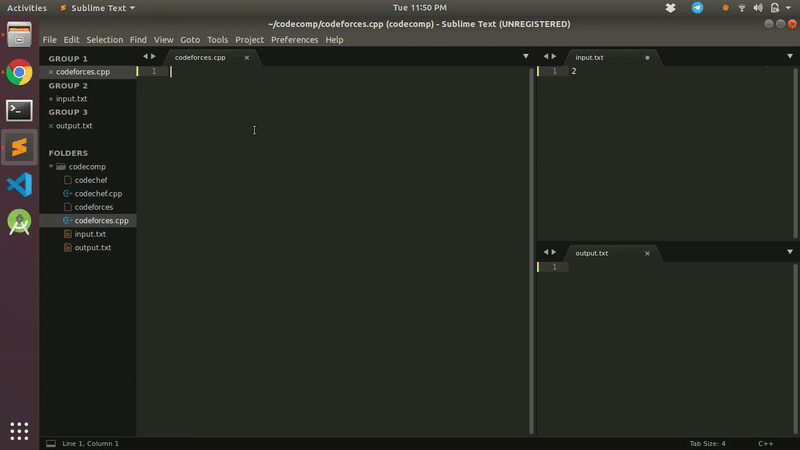 Activities Sublime Text Tue 11:50 PM
~/codecomp/codeforces.cpp (codecomp) - Sublime Text (UNREGISTERED)
File Edit Selection Find View Goto Tools Project Preferences Help
GROUP 1
codeforces.cpp
GROUP 2
input.txt
GROUP 3
output.txt
FOLDERS
codecomp
codechef
codechef.cpp
codeforces
codeforces.cpp
input.txt
output.txt
codeforces.cpp
1
input.txt
1 2
output.txt
1
Line 1, Column 1 Tab Size: 4 C++